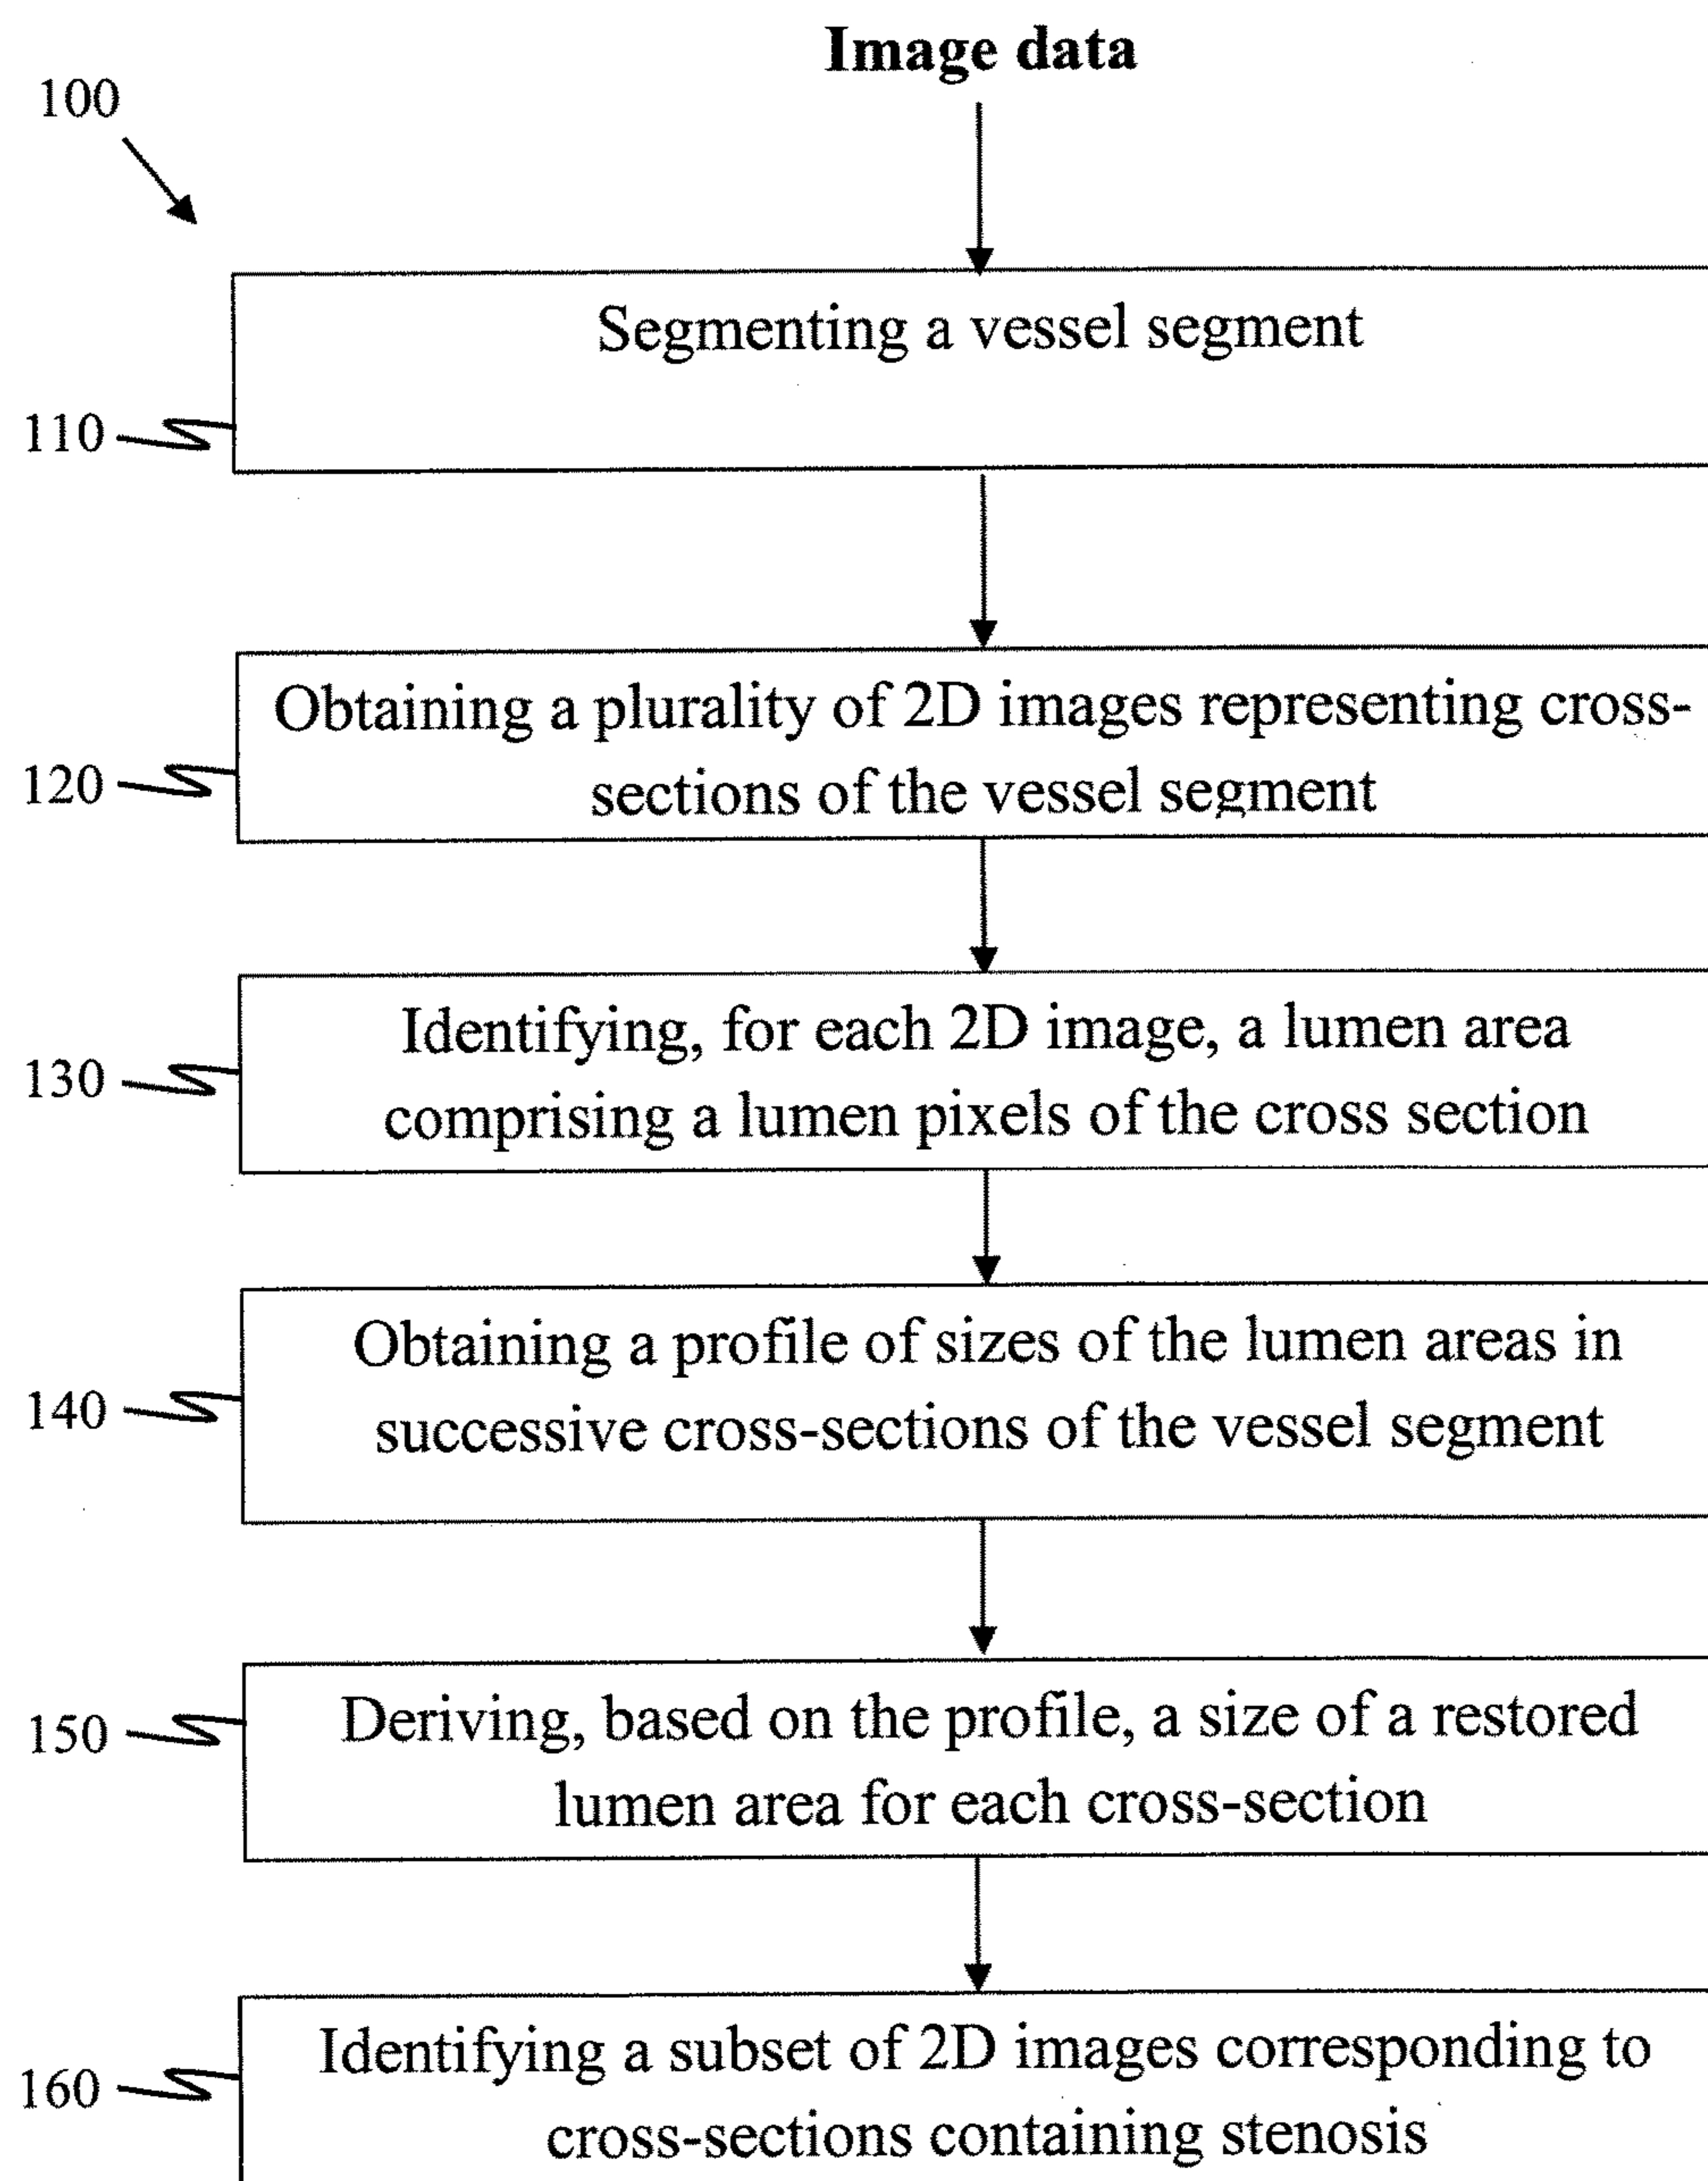 Image data
100
Segmenting a vessel segment
110
Obtaining a plurality of 2D images representing cross-
120
sections of the vessel segment
Identifying, for each 2D image, a lumen area
130
comprising a lumen pixels of the cross section
Obtaining a profile of sizes of the lumen areas in
140
successive cross-sections of the vessel segment
150
Deriving, based on the profile, a size of a restored
lumen area for each cross-section
Identifying a subset of 2D images corresponding to
160
cross-sections containing stenosis